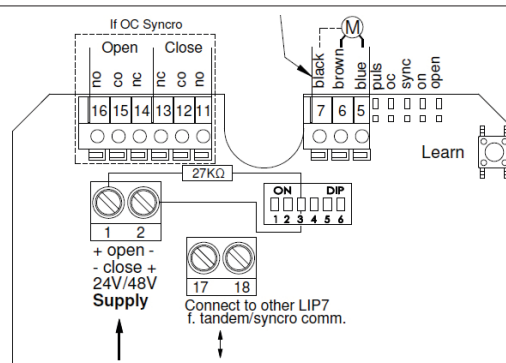 If OC Syncro
Open Close
no co nc nc co no
16 15 14 13 12 11
M
black brown blue puls oc sync on open
7 6 5
Learn
27KΩ
ON DIP
1 2 3 4 5 6
1 2
+ open -
- close +
24V/48V
Supply
17 18
Connect to other LIP7
f. tandem/syncro comm.